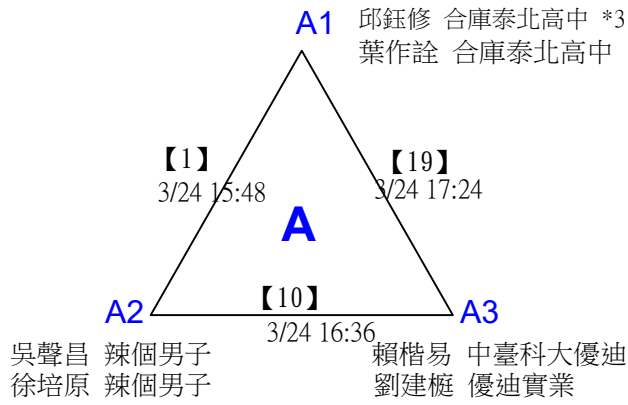 A1 邱鈺修 合庫泰北高中 *3
葉作詮 合庫泰北高中
【1】
3/24 15:48
【19】
3/24 17:24
A
【10】
3/24 16:36
A2
吳聲昌 辣個男子
徐培原 辣個男子
A3
賴楷易 中臺科大優迪
劉建梃 優迪實業